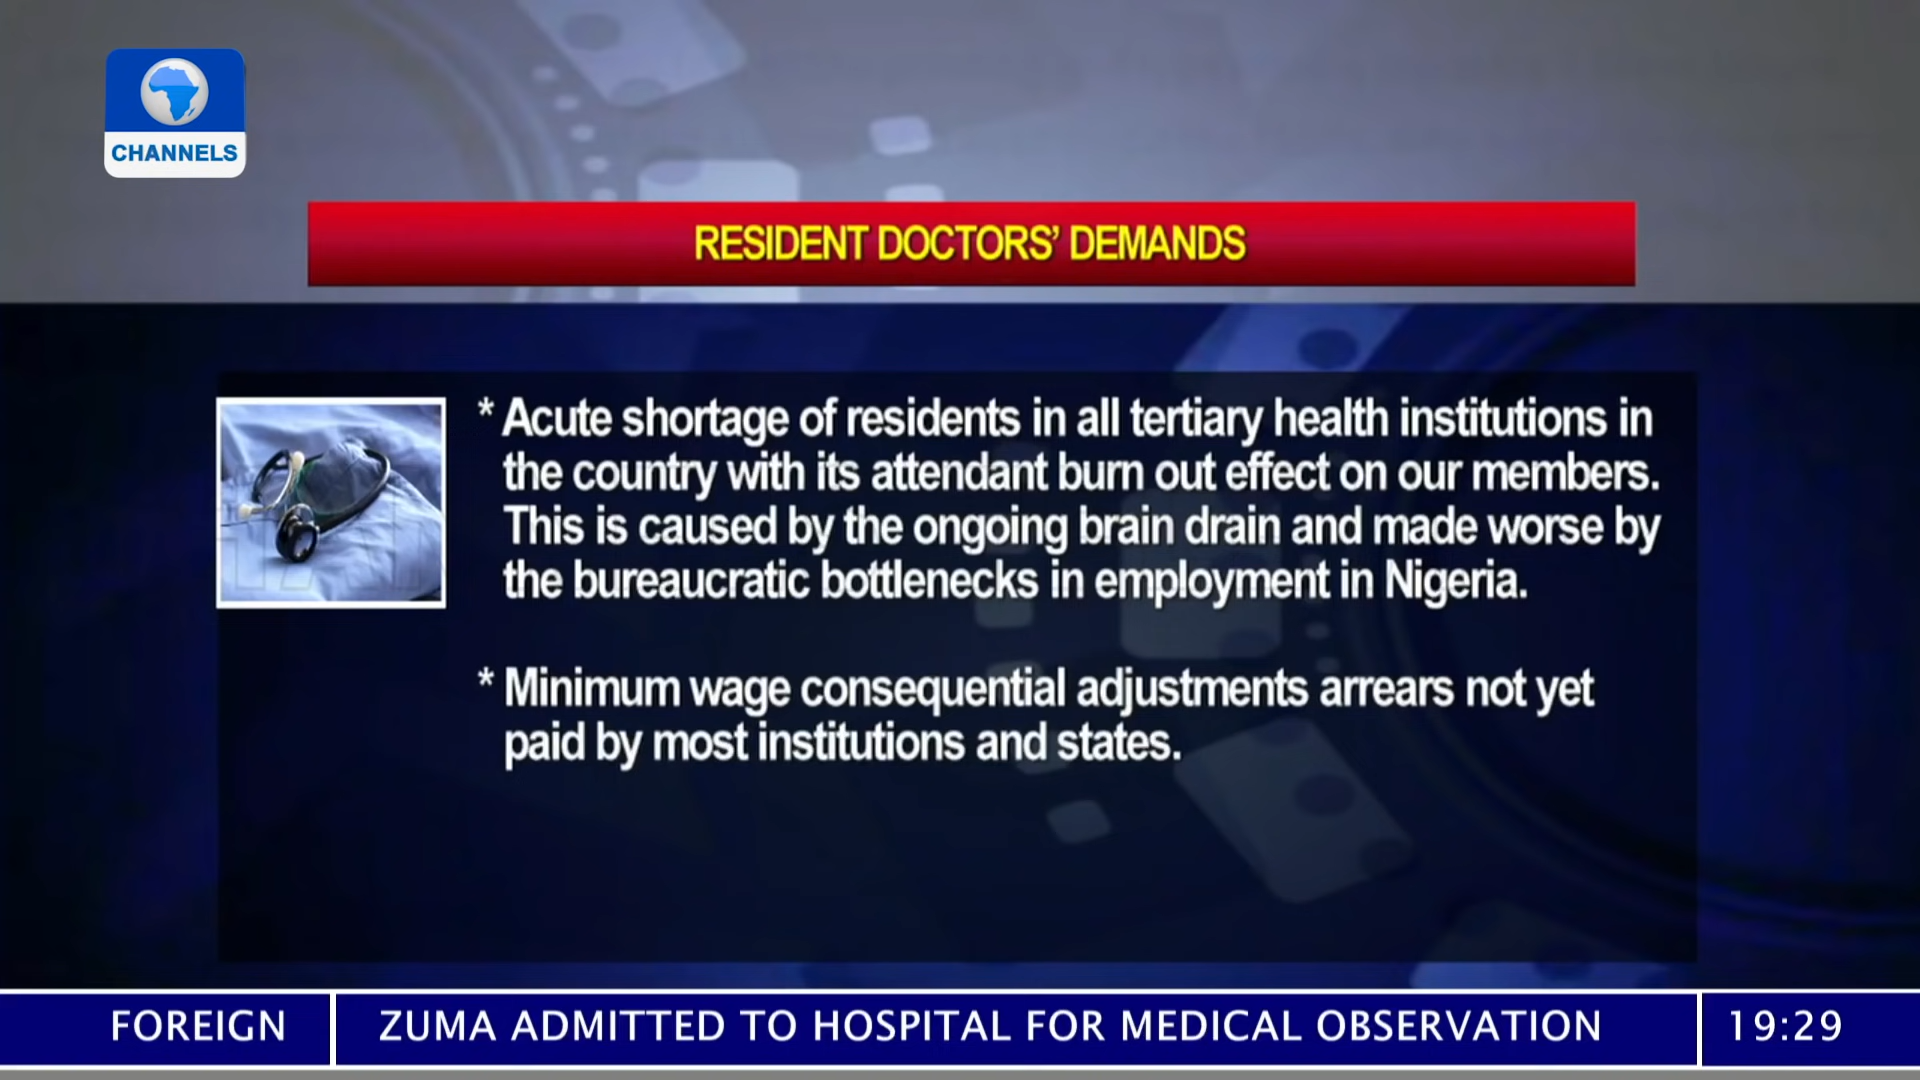 CHANNELS
RESIDENT DOCTORS’ DEMANDS
* Acute shortage of residents in all tertiary health institutions in
the country with its attendant burn out effect on our members.
This is caused by the ongoing brain drain and made worse by
the bureaucratic bottlenecks in employment in Nigeria.
* Minimum wage consequential adjustments arrears not yet
paid by most institutions and states.
FOREIGN
ZUMA ADMITTED TO HOSPITAL FOR MEDICAL OBSERVATION
19:29